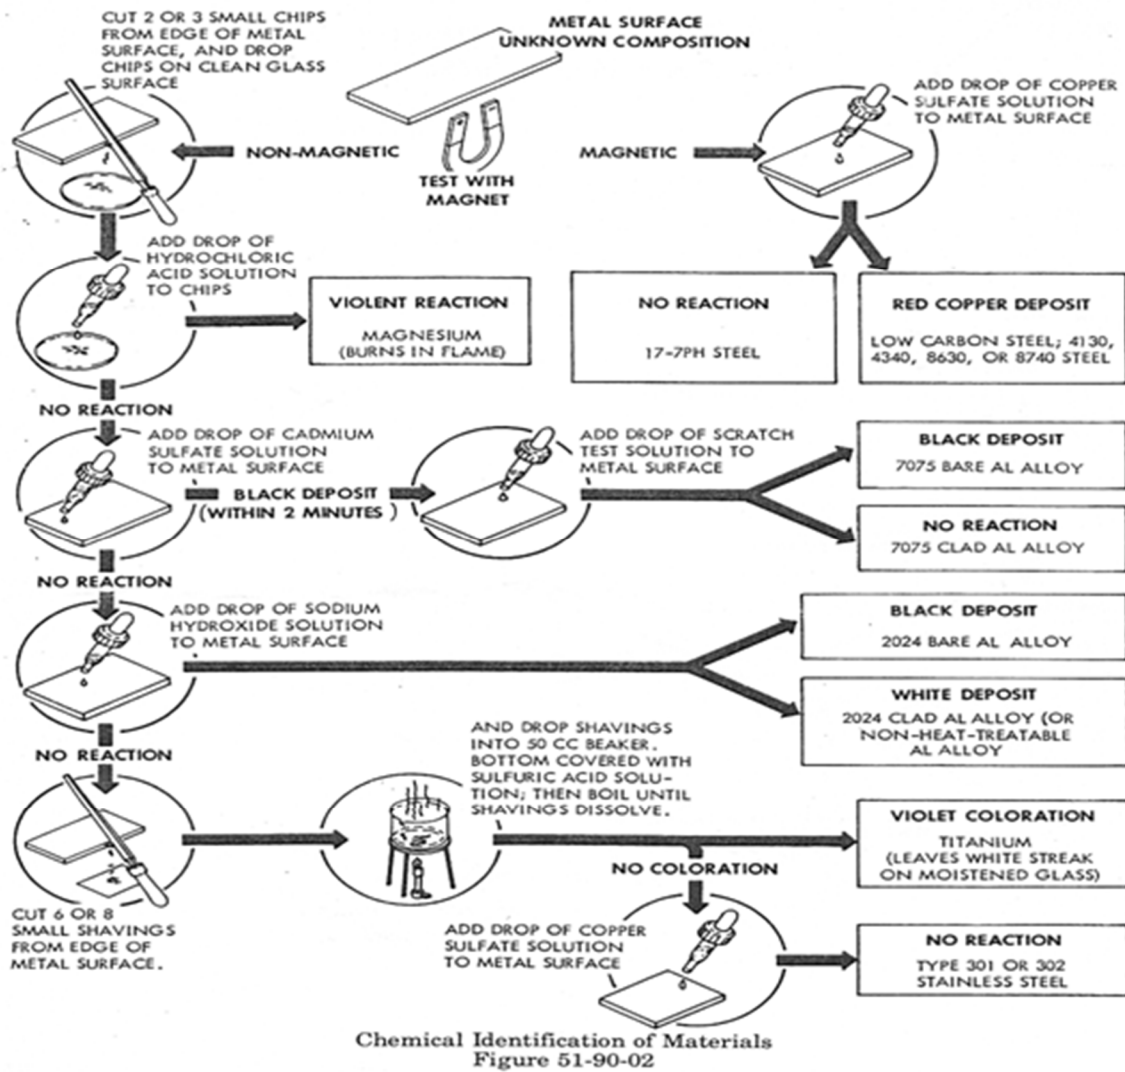 CUT 2 OR 3 SMALL CHIPS
FROM EDGE OF METAL
SURFACE, AND DROP
CHIPS ON CLEAN GLASS
SURFACE
METAL SURFACE
UNKNOWN COMPOSITION
ADD DROP OF COPPER
SULFATE SOLUTION
TO METAL SURFACE
NON-MAGNETIC
MAGNETIC
TEST WITH
MAGNET
ADD DROP OF
HYDROCHLORIC
ACID SOLUTION
TO CHIPS
VIOLENT REACTION
MAGNESIUM
(BURNS IN FLAME)
NO REACTION
17-7PH STEEL
RED COPPER DEPOSIT
LOW CARBON STEEL; 4130,
4340, 8630, OR 8740 STEEL
NO REACTION
ADD DROP OF CADMIUM
SULFATE SOLUTION
TO METAL SURFACE
BLACK DEPOSIT
(WITHIN 2 MINUTES )
ADD DROP OF SCRATCH
TEST SOLUTION TO
METAL SURFACE
BLACK DEPOSIT
7075 BARE AL ALLOY
NO REACTION
7075 CLAD AL ALLOY
NO REACTION
ADD DROP OF SODIUM
HYDROXIDE SOLUTION
TO METAL SURFACE
BLACK DEPOSIT
2024 BARE AL ALLOY
WHITE DEPOSIT
2024 CLAD AL ALLOY (OR
NON-HEAT-TREATABLE
AL ALLOY
NO REACTION
CUT 6 OR 8
SMALL SHAVINGS
FROM EDGE OF
METAL SURFACE.
AND DROP SHAVINGS
INTO 50 CC BEAKER.
BOTTOM COVERED WITH
SULFURIC ACID SOLU-
TION; THEN BOIL UNTIL
SHAVINGS DISSOLVE.
VIOLET COLORATION
TITANIUM
(LEAVES WHITE STREAK
ON MOISTENED GLASS)
NO COLORATION
ADD DROP OF COPPER
SULFATE SOLUTION
TO METAL SURFACE
NO REACTION
TYPE 301 OR 302
STAINLESS STEEL
Chemical Identification of Materials
Figure 51-90-02